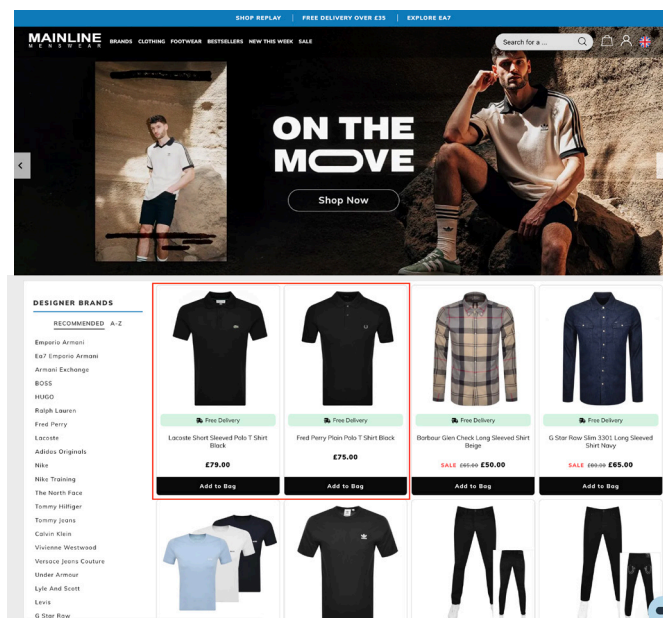 SHOP REPLAY
FREE DELIVERY OVER £35
EXPLORE EA7
MAINLINE
MENSWEAR
BRANDS CLOTHING FOOTWEAR BESTSELLERS NEW THIS WEEK SALE
Search for a ...
ON THE
MOVE
Shop Now
DESIGNER BRANDS
RECOMMENDED A-Z
Emporio Armani
Ea7 Emporio Armani
Armani Exchange
BOSS
HUGO
Ralph Lauren
Fred Perry
Lacoste
Adidas Originals
Nike
Nike Training
The North Face
Tommy Hilfiger
Tommy Jeans
Calvin Klein
Vivienne Westwood
Versace Jeans Couture
Under Armour
Lyle And Scott
Levis
G Star Raw
Free Delivery
Lacoste Short Sleeved Polo T Shirt
Black
£79.00
Add to Bag
Free Delivery
Fred Perry Plain Polo T Shirt Black
£75.00
Add to Bag
Free Delivery
Barbour Glen Check Long Sleeved Shirt
Beige
SALE £50.00
Add to Bag
Free Delivery
G Star Raw Slim 3301 Long Sleeved
Shirt Navy
SALE £65.00
Add to Bag